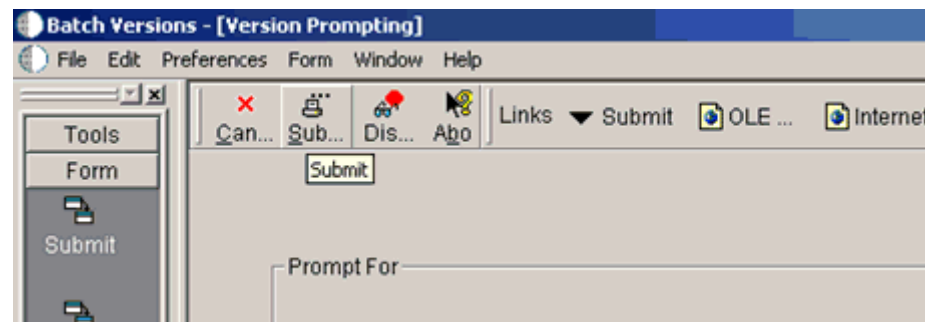 Batch Versions - [Version Prompting]
File Edit Preferences Form Window Help
Can... Sub... Dis... Abo Links Submit OLE ... Internet
Tools
Form
Submit
Submit
Prompt For